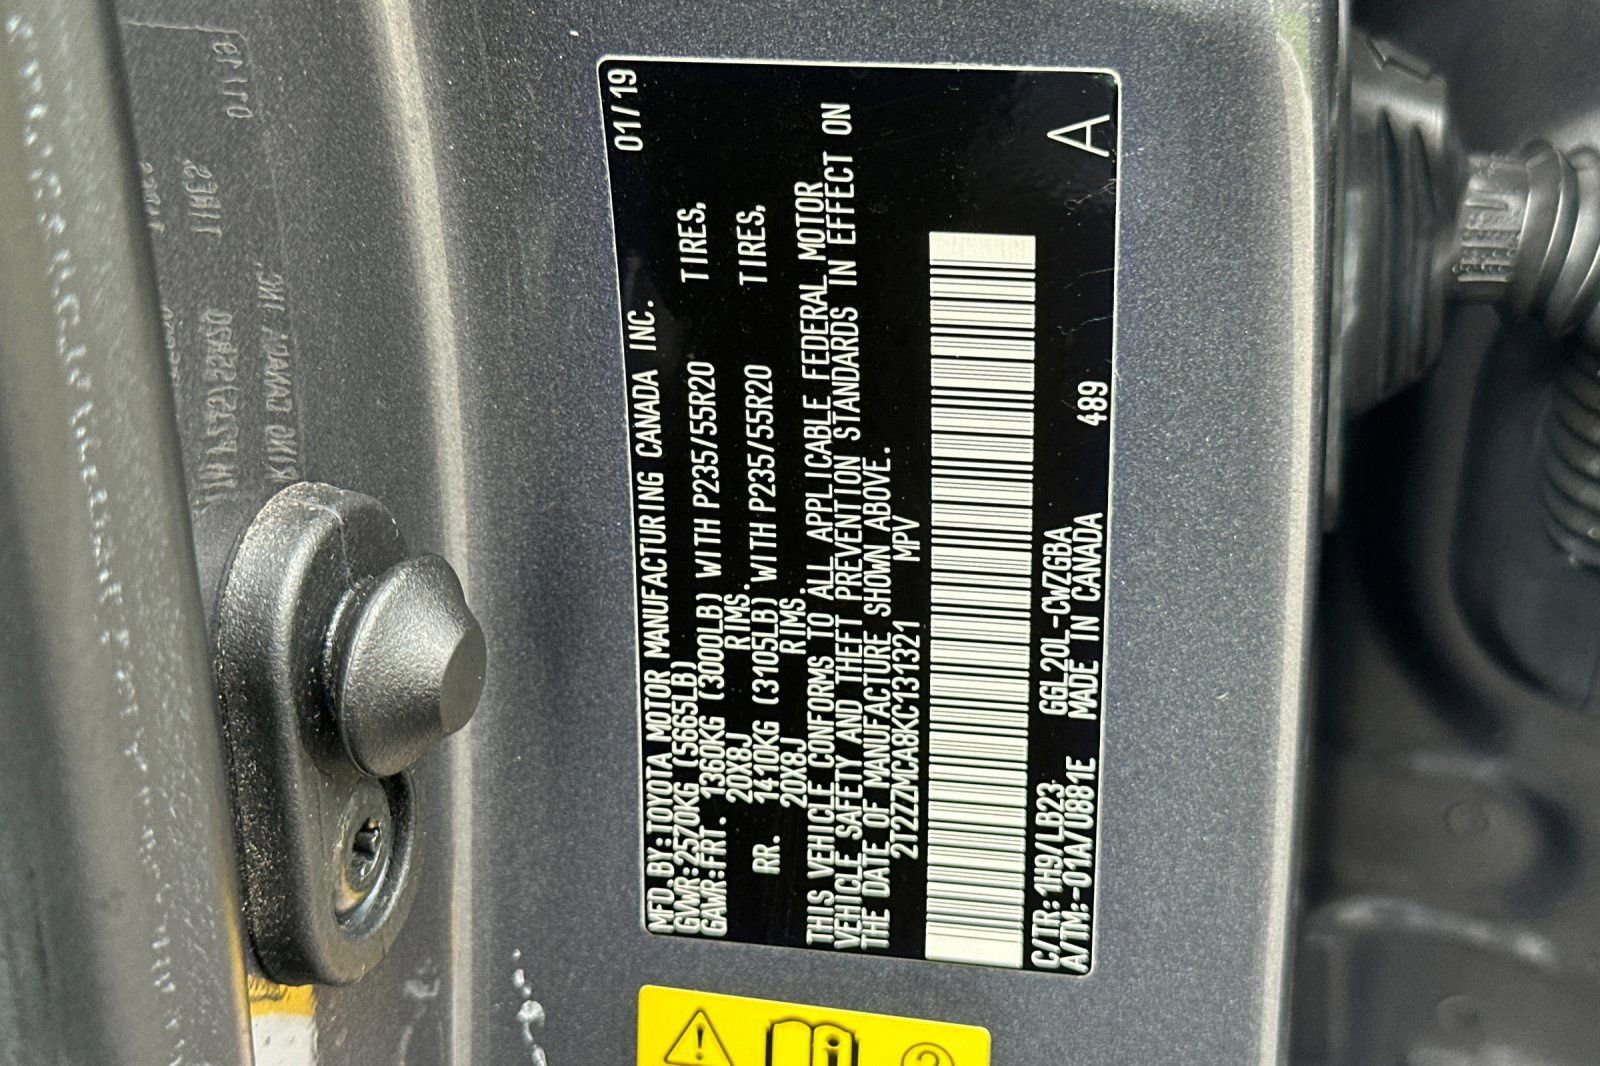 MFD. BY: TOYOTA MOTOR MANUFACTURING CANADA INC. 01/19
GVWR: 2570KG (5665LB)
GAWR: FRT. 1360KG (3000LB) WITH P235/55R20 TIRES,
20X8J RIMS.
RR. 1410KG (3105LB) WITH P235/55R20 TIRES,
20X8J RIMS.
THIS VEHICLE CONFORMS TO ALL APPLICABLE FEDERAL MOTOR
VEHICLE SAFETY AND THEFT PREVENTION STANDARDS IN EFFECT ON
THE DATE OF MANUFACTURE SHOWN ABOVE.
2T2ZZMCA8KC131321 MPV
C/TR: 1H9/LB23 GGL20L-CWZGBA
A/TM: -01A/U881E MADE IN CANADA 489 A